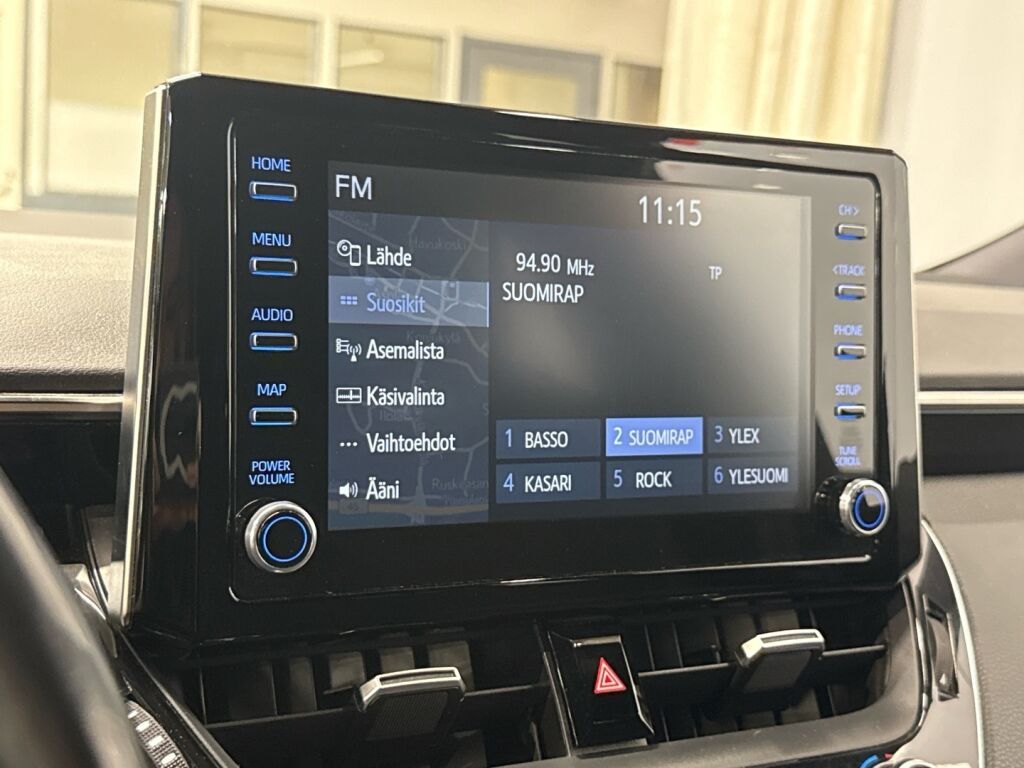 HOME
MENU
AUDIO
MAP
POWER
VOLUME
FM
11:15
Havukoski
Lähde
Suosikit
Asemalista
Käsivalinta
Vaihtoehdot
Ääni
94.90 MHz
TP
SUOMIRAP
1 BASSO
2 SUOMIRAP
3 YLEX
4 KASARI
5 ROCK
6 YLESUOMI
CH>
<TRACK
PHONE
SETUP
TUNE
SCROLL